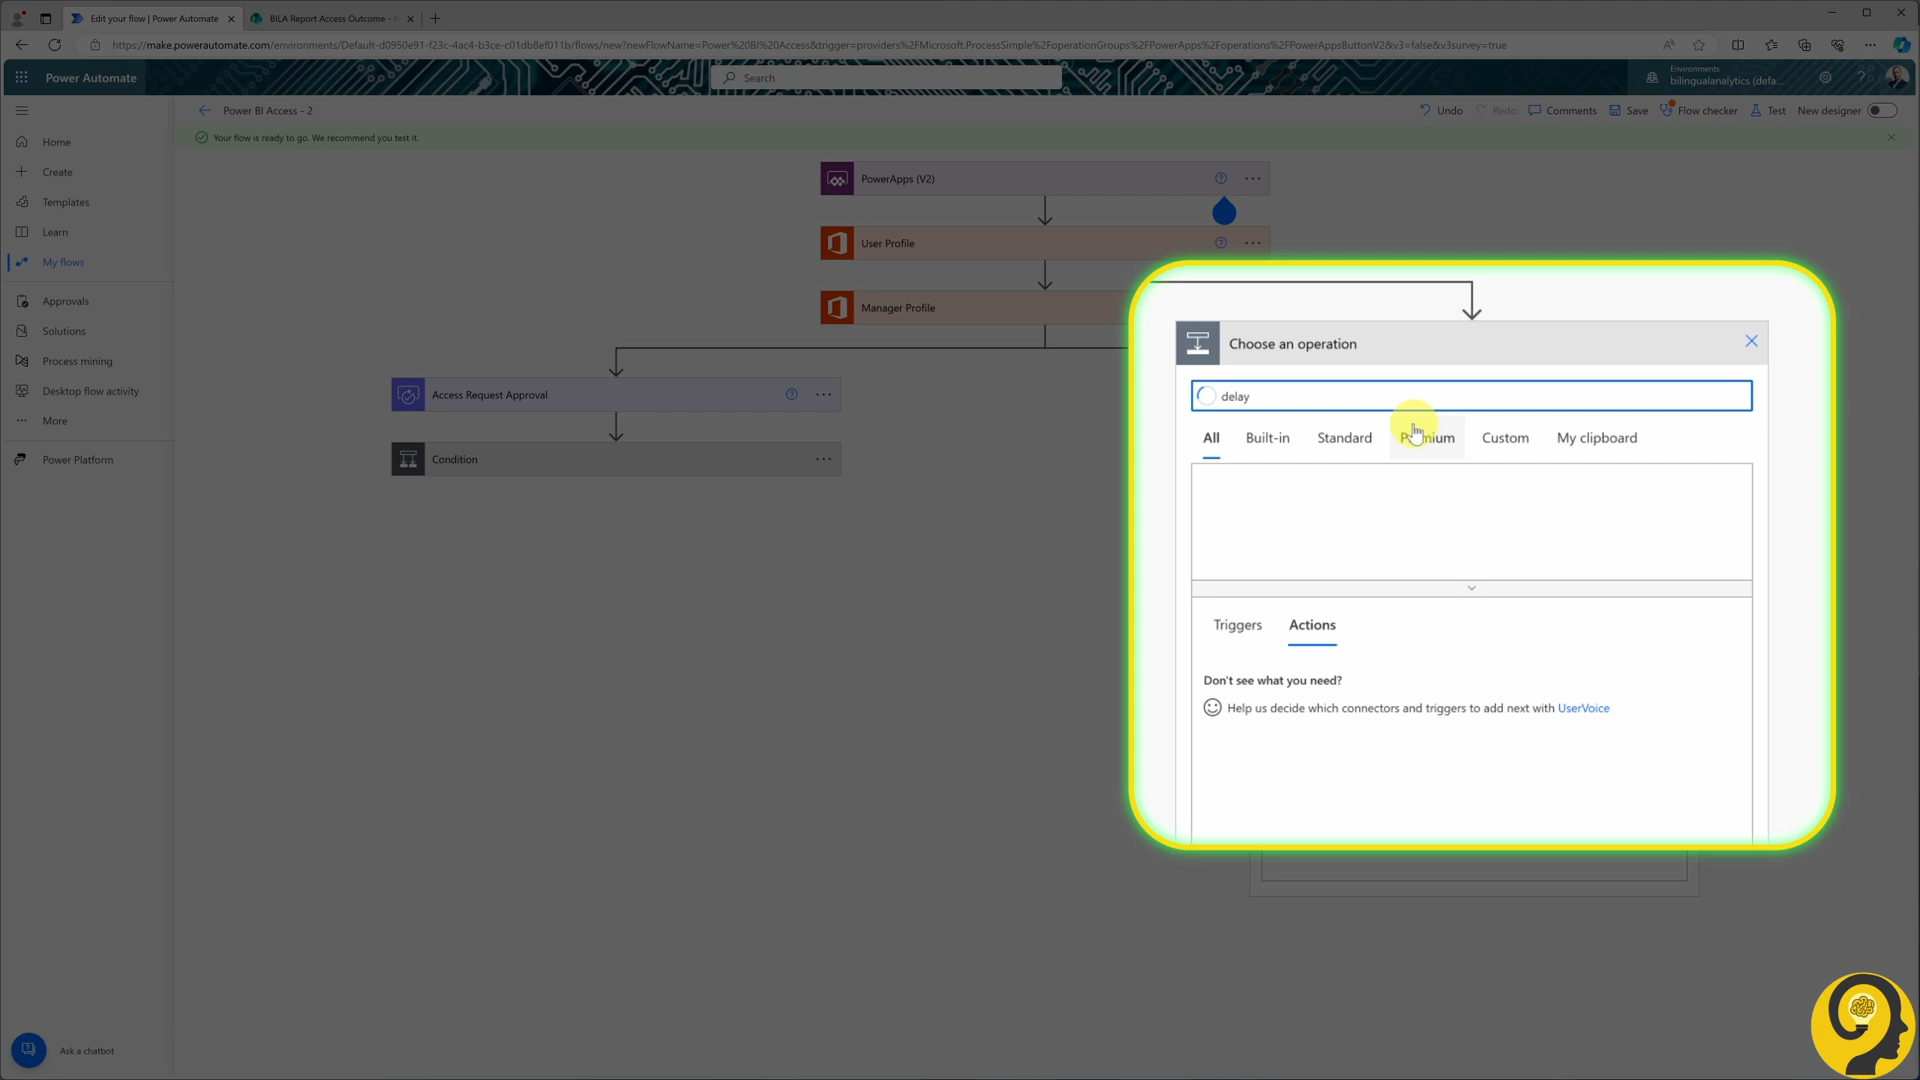 Edit your flow | Power Automate
BILA Report Access Outcome - H
https://make.powerautomate.com/environments/Default-d0950e91-f23c-4ac4-b3ce-c01db8ef011b/flows/new?newFlowName=Power%20BI%20Access&trigger=providers%2FMicrosoft.ProcessSimple%2FoperationGroups%2FPowerApps%2Foperations%2FPowerAppsButtonV2&v3=false&v3survey=true
Power Automate
Search
Environments
bilingualanalytics (defa...
Power BI Access - 2
Undo
Redo
Comments
Save
Flow checker
Test
New designer
Your flow is ready to go. We recommend you test it.
Home
Create
Templates
Learn
My flows
Approvals
Solutions
Process mining
Desktop flow activity
More
Power Platform
Ask a chatbot
PowerApps (V2)
User Profile
Manager Profile
Access Request Approval
Condition
Choose an operation
delay
All
Built-in
Standard
Premium
Custom
My clipboard
Triggers
Actions
Don't see what you need?
Help us decide which connectors and triggers to add next with UserVoice